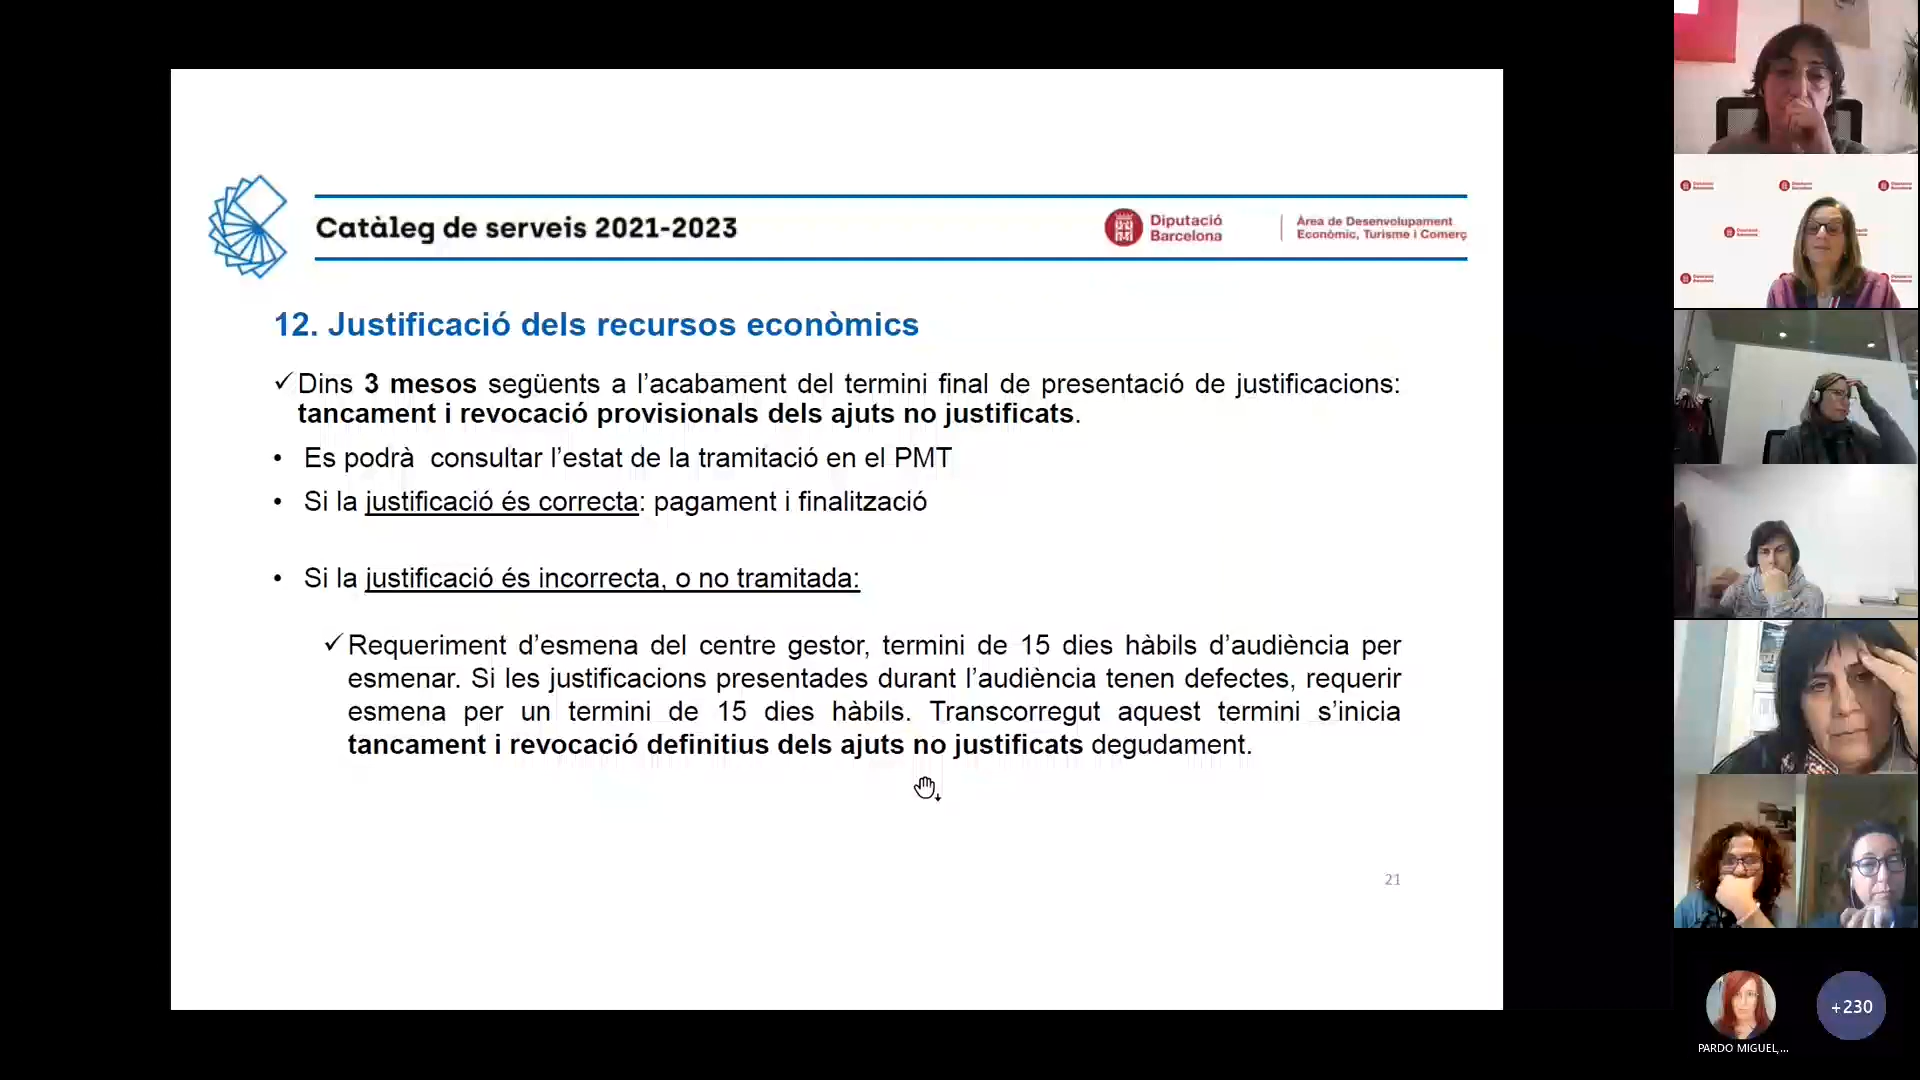 Catàleg de serveis 2021-2023
Diputació
Barcelona
Àrea de Desenvolupament
Econòmic, Turisme i Comerç
12. Justificació dels recursos econòmics
✓Dins 3 mesos següents a l’acabament del termini final de presentació de justificacions:
tancament i revocació provisionals dels ajuts no justificats.
• Es podrà consultar l’estat de la tramitació en el PMT
• Si la justificació és correcta: pagament i finalització
• Si la justificació és incorrecta, o no tramitada:
✓Requeriment d’esmena del centre gestor, termini de 15 dies hàbils d’audiència per
esmenar. Si les justificacions presentades durant l’audiència tenen defectes, requerir
esmena per un termini de 15 dies hàbils. Transcorregut aquest termini s’inicia
tancament i revocació definitius dels ajuts no justificats degudament.
21
+230
PARDO MIGUEL,...